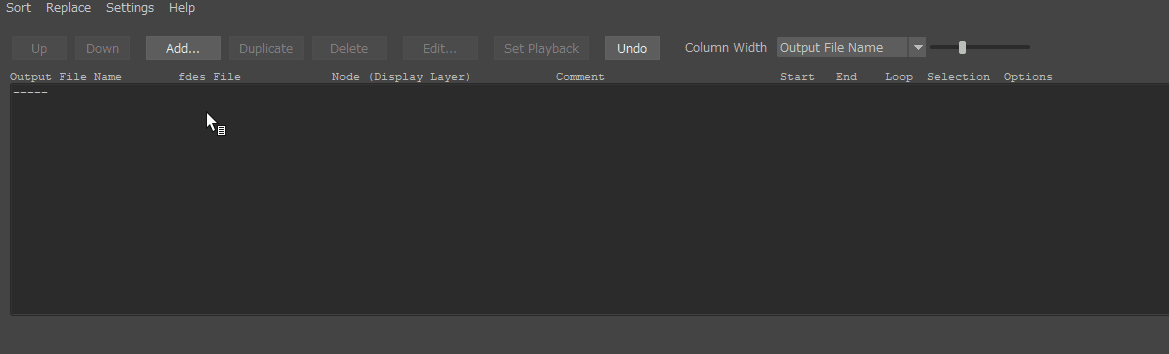 Sort Replace Settings Help
Up Down Add... Duplicate Delete Edit... Set Playback Undo Column Width Output File Name
Output File Name fdes File Node (Display Layer) Comment Start End Loop Selection Options
-----